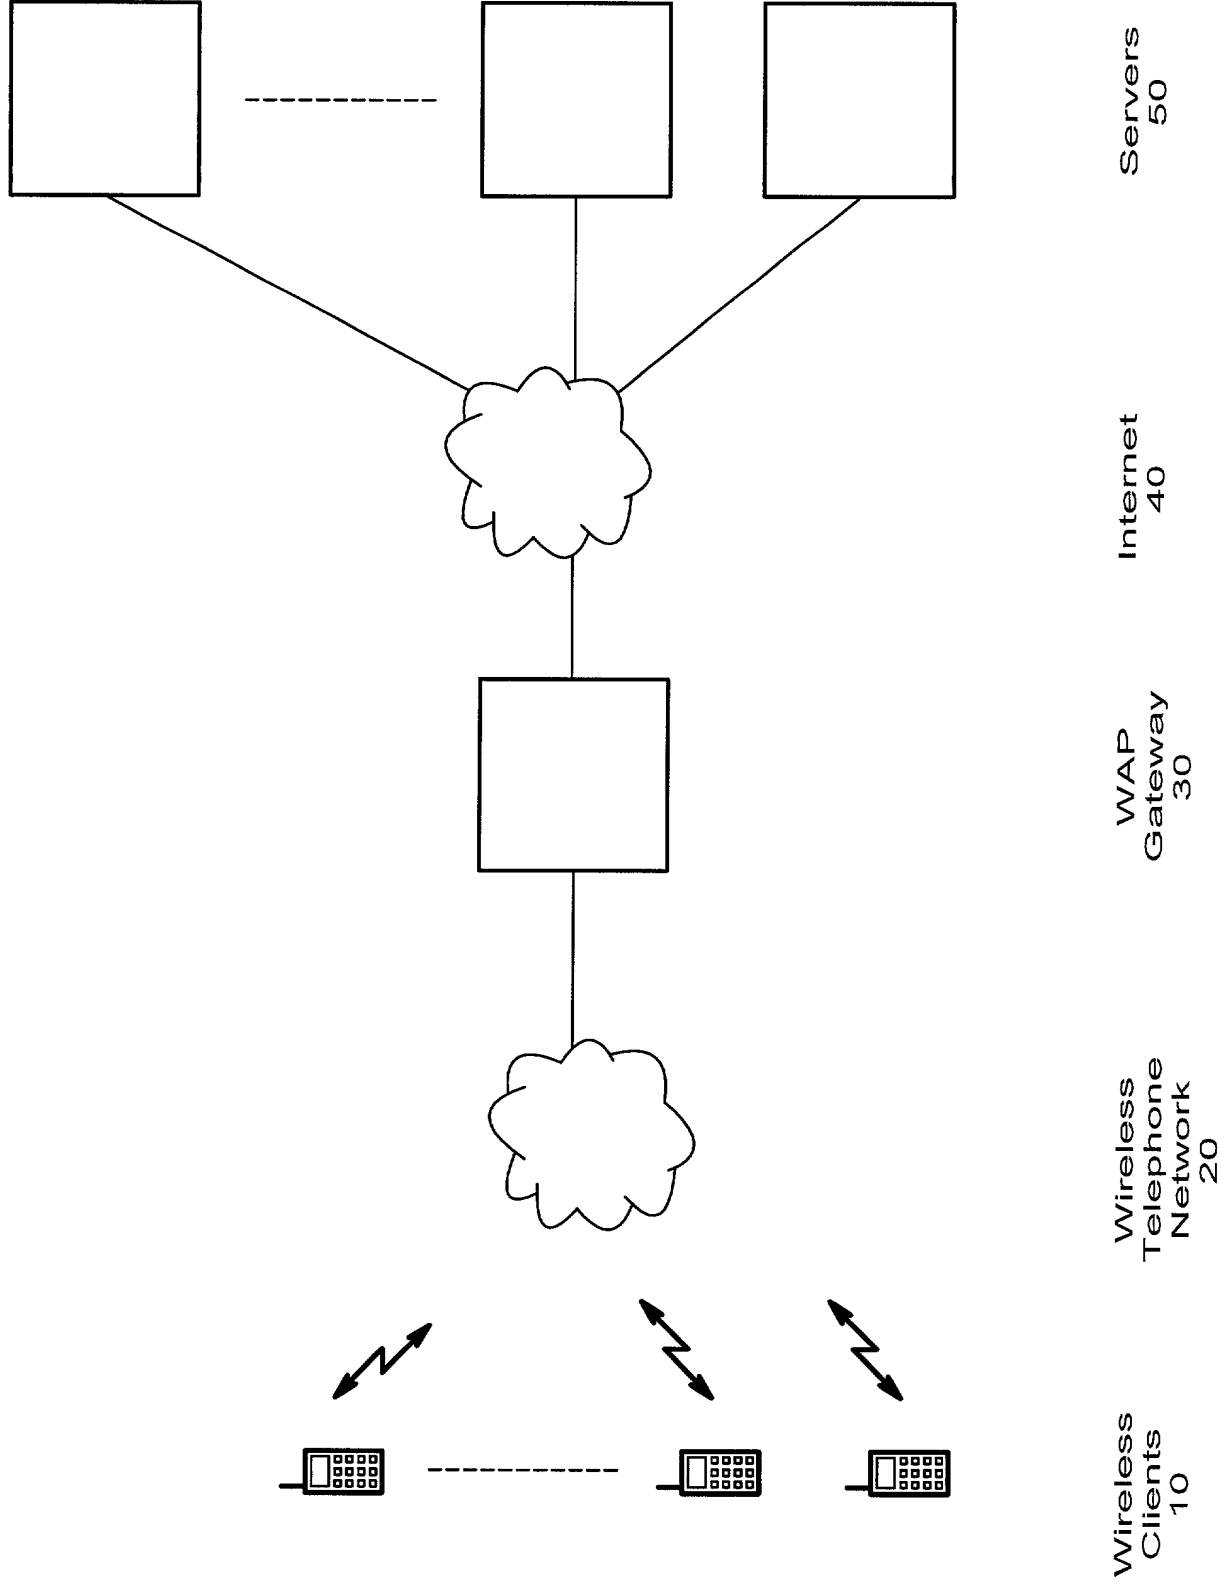 Wireless
Clients
10
Wireless
Telephone
Network
20
WAP
Gateway
30
Internet
40
Servers
50